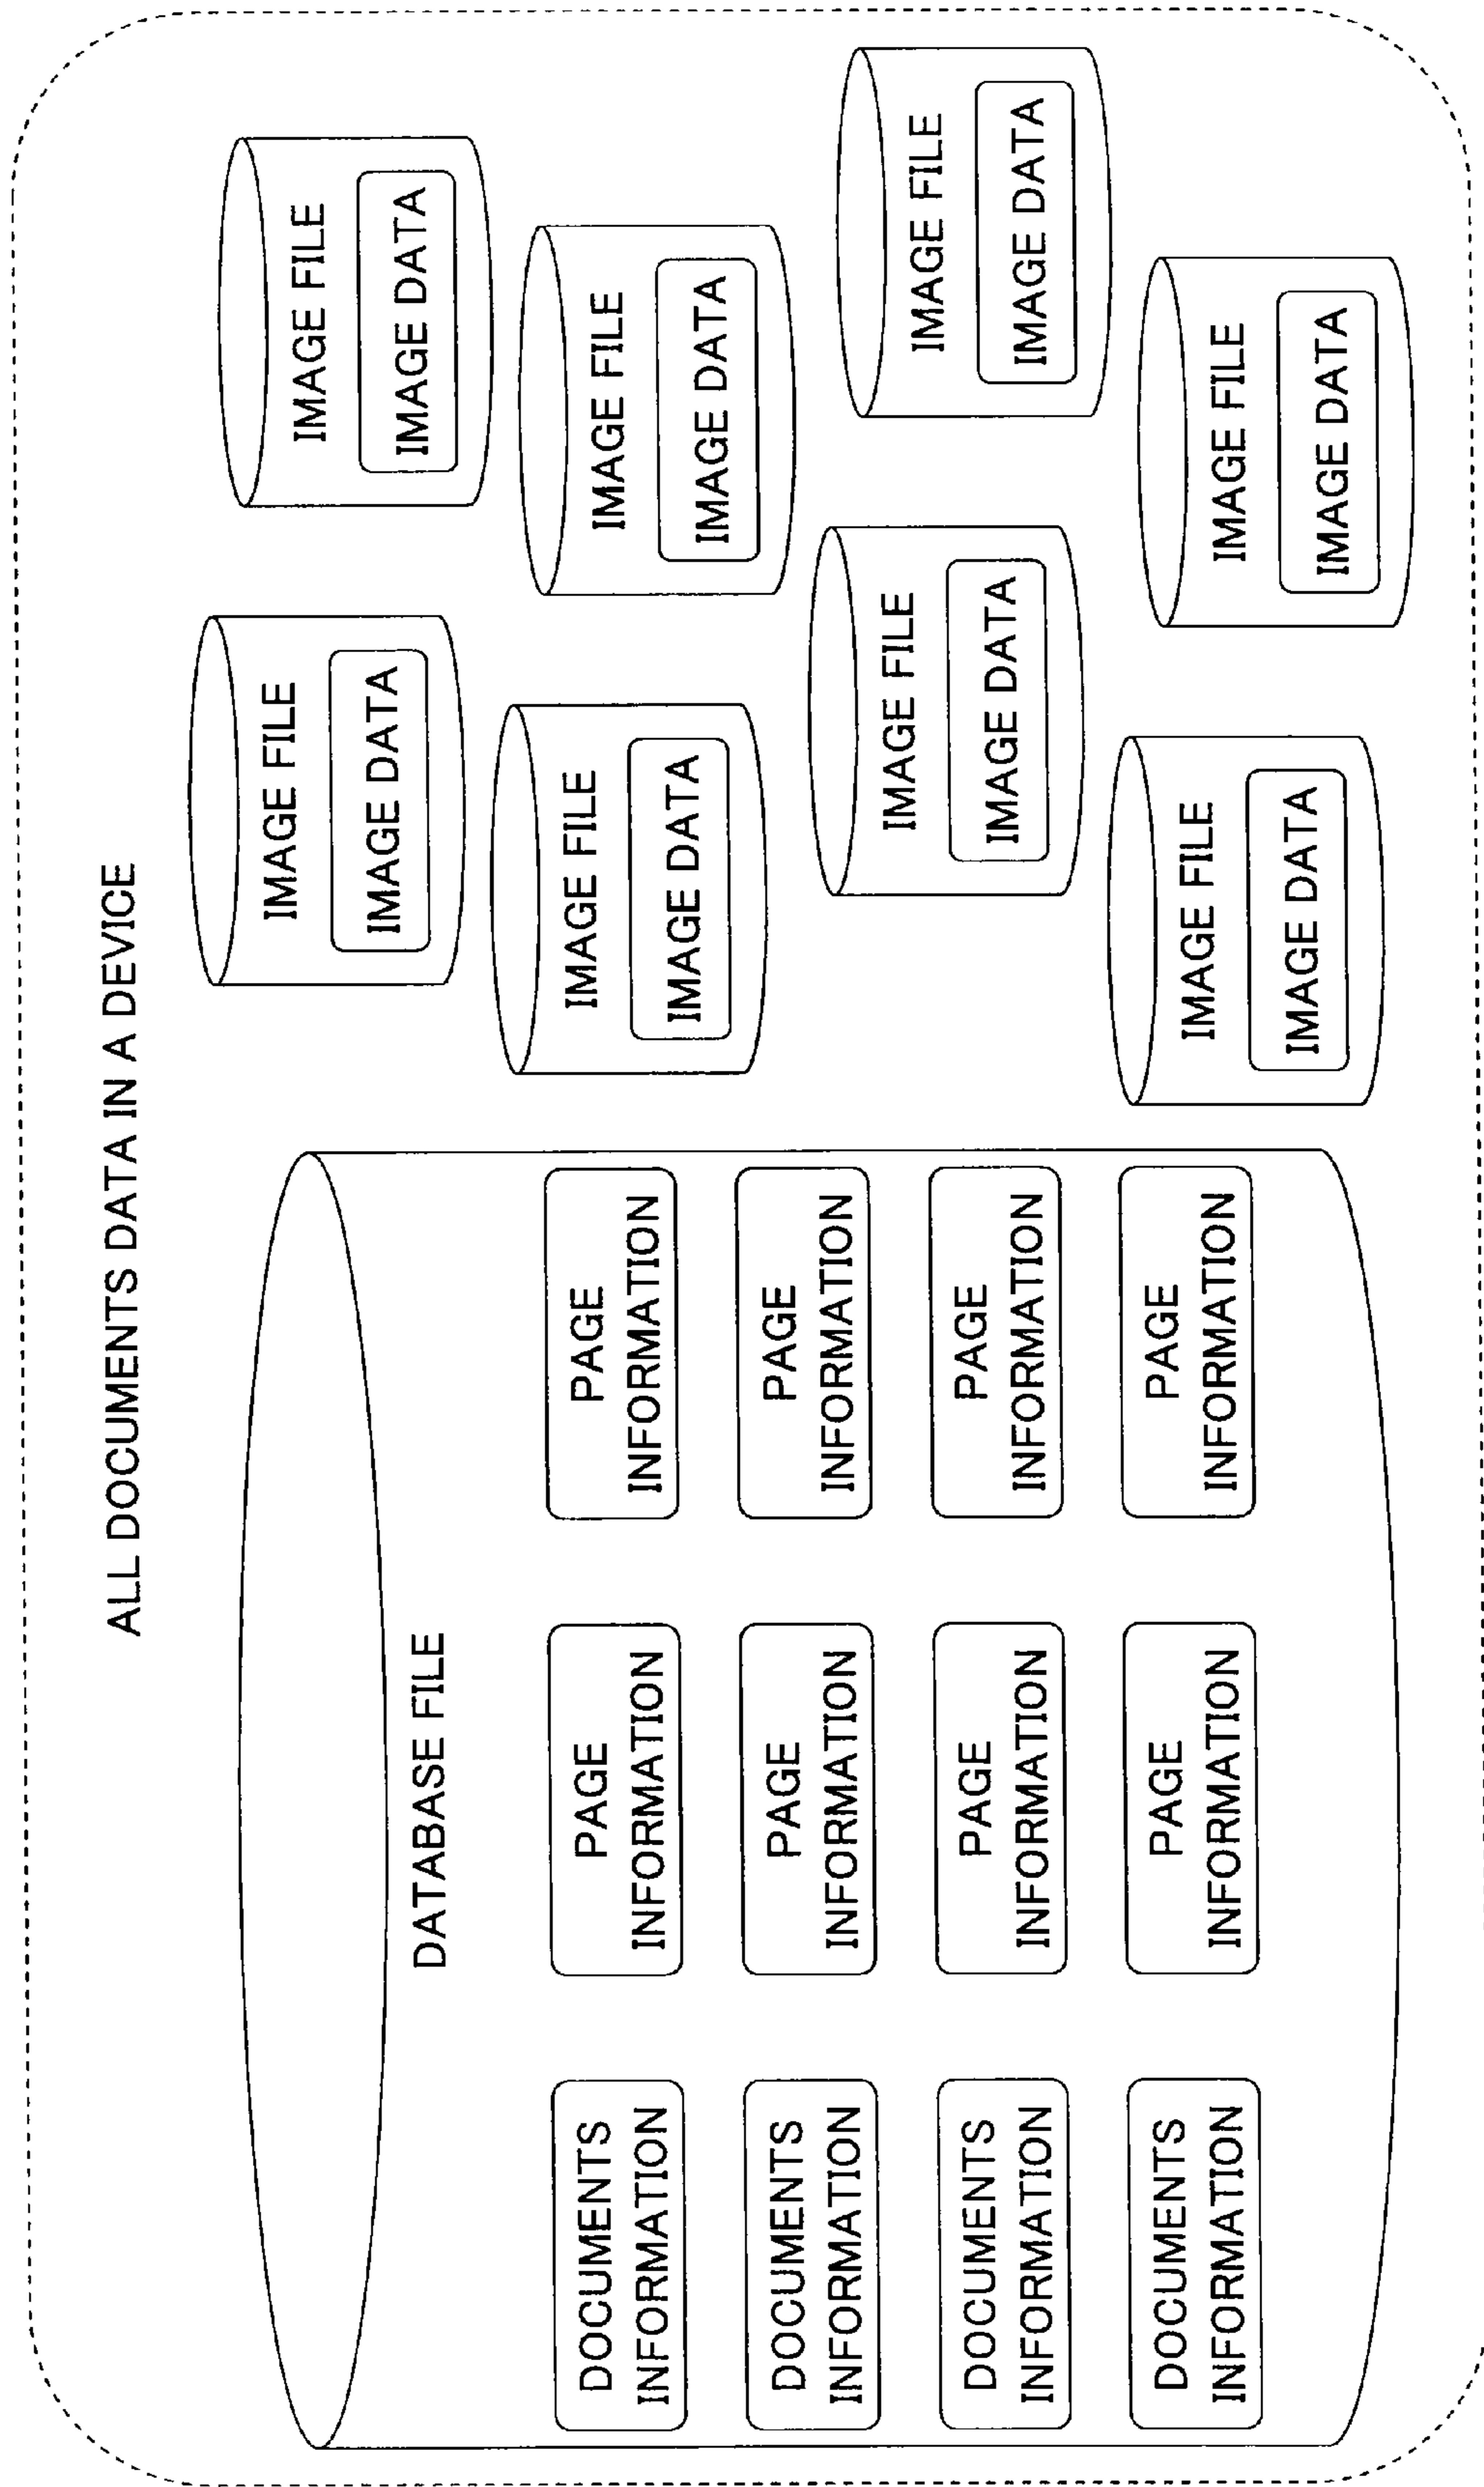 ALL DOCUMENTS DATA IN A DEVICE
DATABASE FILE
DOCUMENTS
INFORMATION
PAGE
INFORMATION
PAGE
INFORMATION
DOCUMENTS
INFORMATION
PAGE
INFORMATION
PAGE
INFORMATION
DOCUMENTS
INFORMATION
PAGE
INFORMATION
PAGE
INFORMATION
DOCUMENTS
INFORMATION
PAGE
INFORMATION
PAGE
INFORMATION
IMAGE FILE
IMAGE DATA
IMAGE FILE
IMAGE DATA
IMAGE FILE
IMAGE DATA
IMAGE FILE
IMAGE DATA
IMAGE FILE
IMAGE DATA
IMAGE FILE
IMAGE DATA
IMAGE FILE
IMAGE DATA
IMAGE FILE
IMAGE DATA